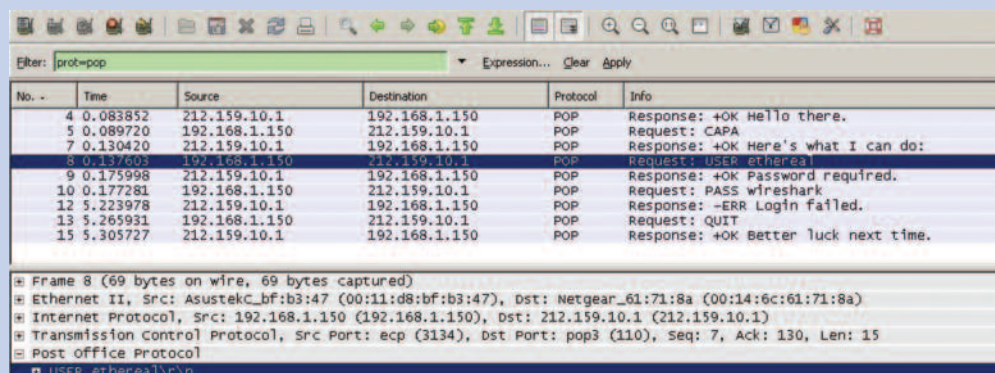 Filter: prot=pop Expression... Clear Apply
No. - Time Source Destination Protocol Info
4 0.083852 212.159.10.1 192.168.1.150 POP Response: +OK Hello there.
5 0.089720 192.168.1.150 212.159.10.1 POP Request: CAPA
7 0.130420 212.159.10.1 192.168.1.150 POP Response: +OK Here's what I can do:
8 0.137603 192.168.1.150 212.159.10.1 POP Request: USER ethereal
9 0.175998 212.159.10.1 192.168.1.150 POP Response: +OK Password required.
10 0.177281 192.168.1.150 212.159.10.1 POP Request: PASS wireshark
12 5.223978 212.159.10.1 192.168.1.150 POP Response: -ERR Login failed.
13 5.265931 192.168.1.150 212.159.10.1 POP Request: QUIT
15 5.305727 212.159.10.1 192.168.1.150 POP Response: +OK Better luck next time.
Frame 8 (69 bytes on wire, 69 bytes captured)
Ethernet II, Src: AsustekC_bf:b3:47 (00:11:d8:bf:b3:47), Dst: Netgear_61:71:8a (00:14:6c:61:71:8a)
Internet Protocol, Src: 192.168.1.150 (192.168.1.150), Dst: 212.159.10.1 (212.159.10.1)
Transmission Control Protocol, Src Port: ecp (3134), Dst Port: pop3 (110), Seq: 7, Ack: 130, Len: 15
Post Office Protocol
USER ethereal\r\n